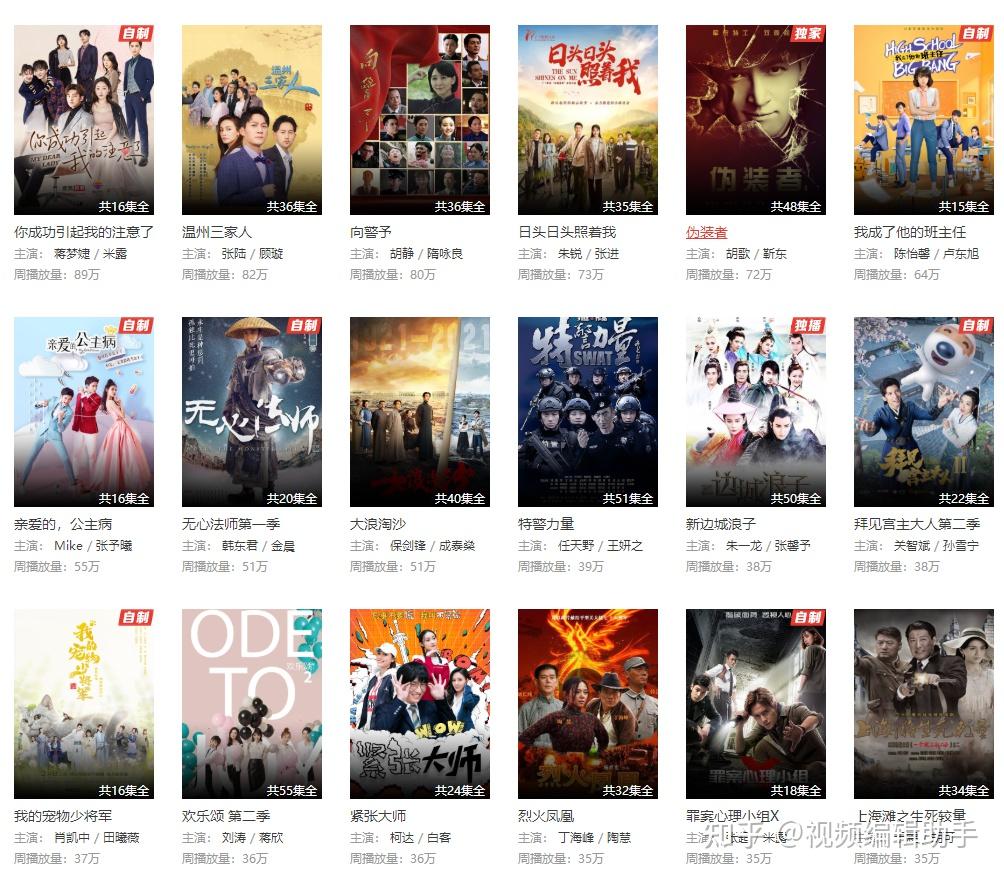 自制
独家
自制
你成功引起我的注意了
MY DEAR LADY
温州三家人
向警予
日头日头照着我
THE SUN SHINES ON ME
伪装者
HIGH SCHOOL BIG BANG
共16集全
共36集全
共36集全
共35集全
共48集全
共15集全
你成功引起我的注意了
温州三家人
向警予
日头日头照着我
伪装者
我成了他的班主任
主演： 蒋梦婕 / 米露
主演： 张陆 / 顾璇
主演： 胡静 / 隋咏良
主演： 朱锐 / 张进
主演： 胡歌 / 靳东
主演： 陈怡馨 / 卢东旭
周播放量：89万
周播放量：82万
周播放量：80万
周播放量：73万
周播放量：72万
周播放量：64万
自制
自制
独播
自制
亲爱的公主病
无心法师
特警力量
SWAT
边城浪子
拜见宫主大人II
共16集全
共20集全
共40集全
共51集全
共50集全
共22集全
亲爱的，公主病
无心法师第一季
大浪淘沙
特警力量
新边城浪子
拜见宫主大人第二季
主演： Mike / 张予曦
主演： 韩东君 / 金晨
主演： 保剑锋 / 成泰燊
主演： 任天野 / 王妍之
主演： 朱一龙 / 张馨予
主演： 关智斌 / 孙雪宁
周播放量：55万
周播放量：51万
周播放量：51万
周播放量：39万
周播放量：38万
周播放量：38万
自制
自制
我的宠物少将军
ODE TO
欢乐颂
2
WOW
紧张大师
烈火凤凰
罪案心理小组
共16集全
共55集全
共24集全
共32集全
共18集全
共34集全
我的宠物少将军
欢乐颂 第二季
紧张大师
烈火凤凰
罪案心理小组X
上海滩之生死较量
主演： 肖凯中 / 田曦薇
主演： 刘涛 / 蒋欣
主演： 柯达 / 白客
主演： 丁海峰 / 陶慧
周播放量：37万
周播放量：36万
周播放量：36万
周播放量：35万
周播放量：35万
周播放量：35万
知乎 @视频编辑助手